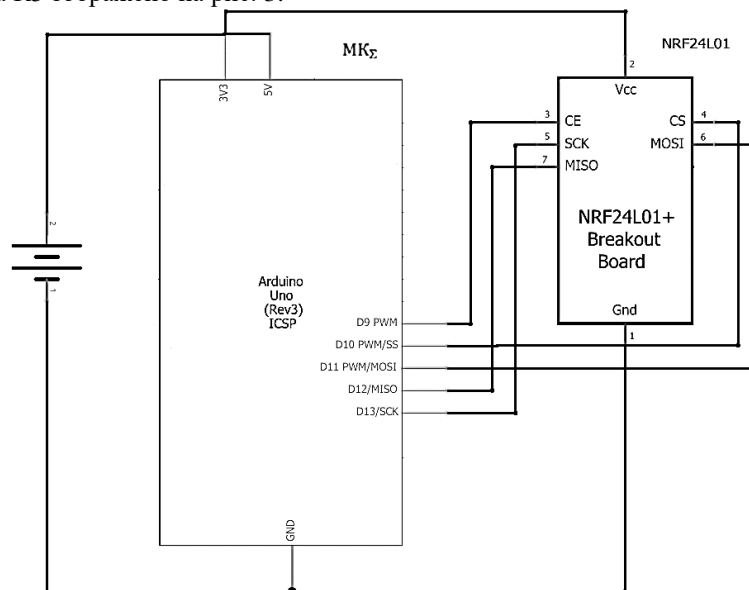 MKΣ
NRF24L01
3V3
5V
2
Vcc
3
CE
CS
4
5
SCK
MOSI
6
7
MISO
2
1
NRF24L01+
Breakout
Board
Arduino
Uno
(Rev3)
ICSP
Gnd
1
D9 PWM
D10 PWM/SS
D11 PWM/MOSI
D12/MISO
D13/SCK
GND